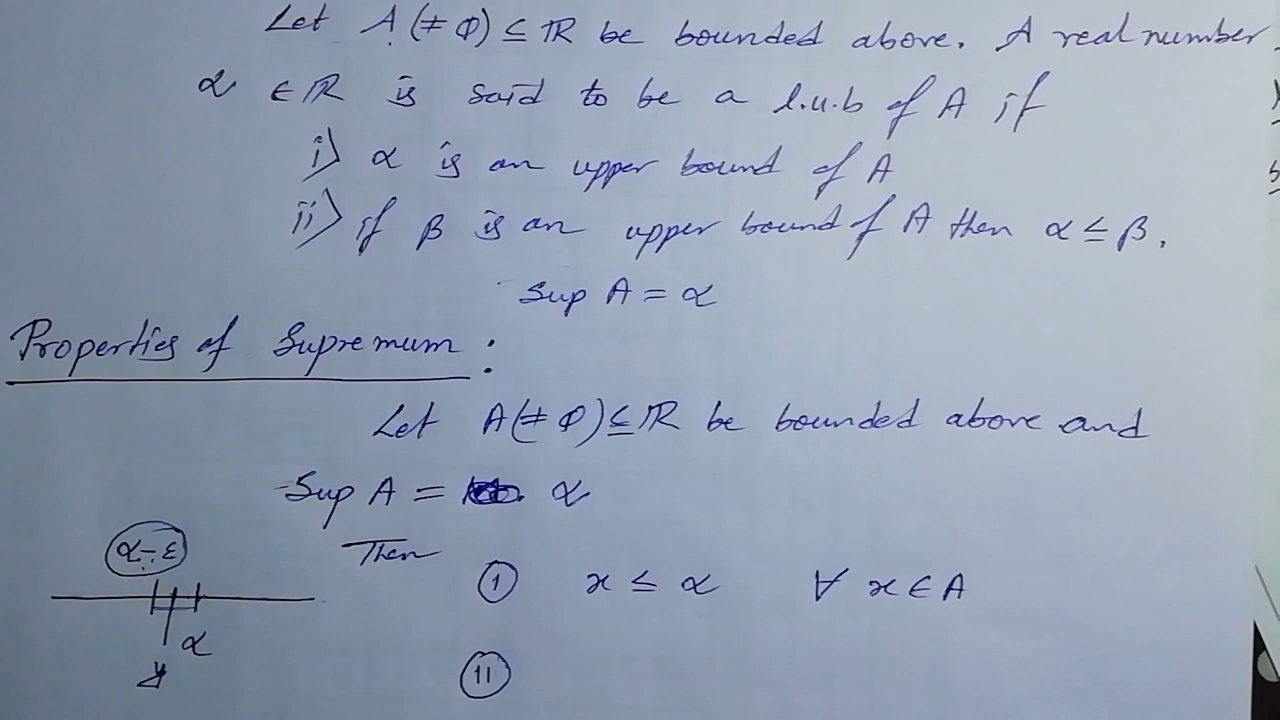 Let A(≠ φ) ⊆ ℝ be bounded above. A real number
α ∈ ℝ is said to be a l.u.b of A if
i) α is an upper bound of A
ii) if β is an upper bound of A then α ≤ β.
Sup A = α
Properties of Supremum :
Let A(≠ φ) ⊆ ℝ be bounded above and
Sup A = α
Then
① x ≤ α ∀ x ∈ A
α-ε
α
⑪